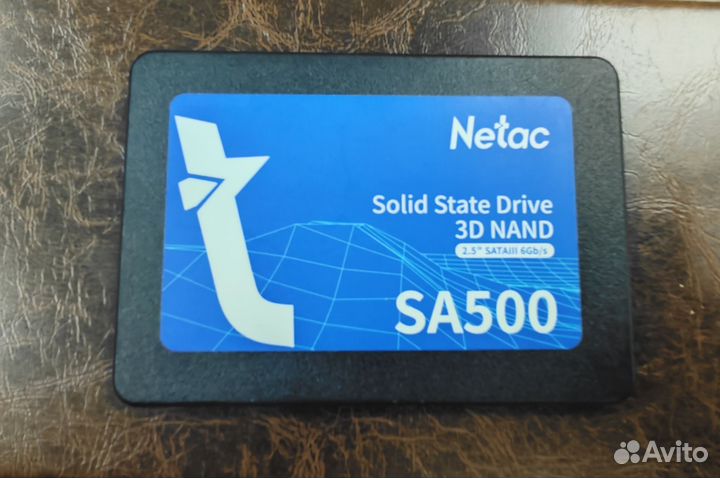 Netac
Solid State Drive
3D NAND
2.5" SATAIII 6Gb/s
SA500
Avito